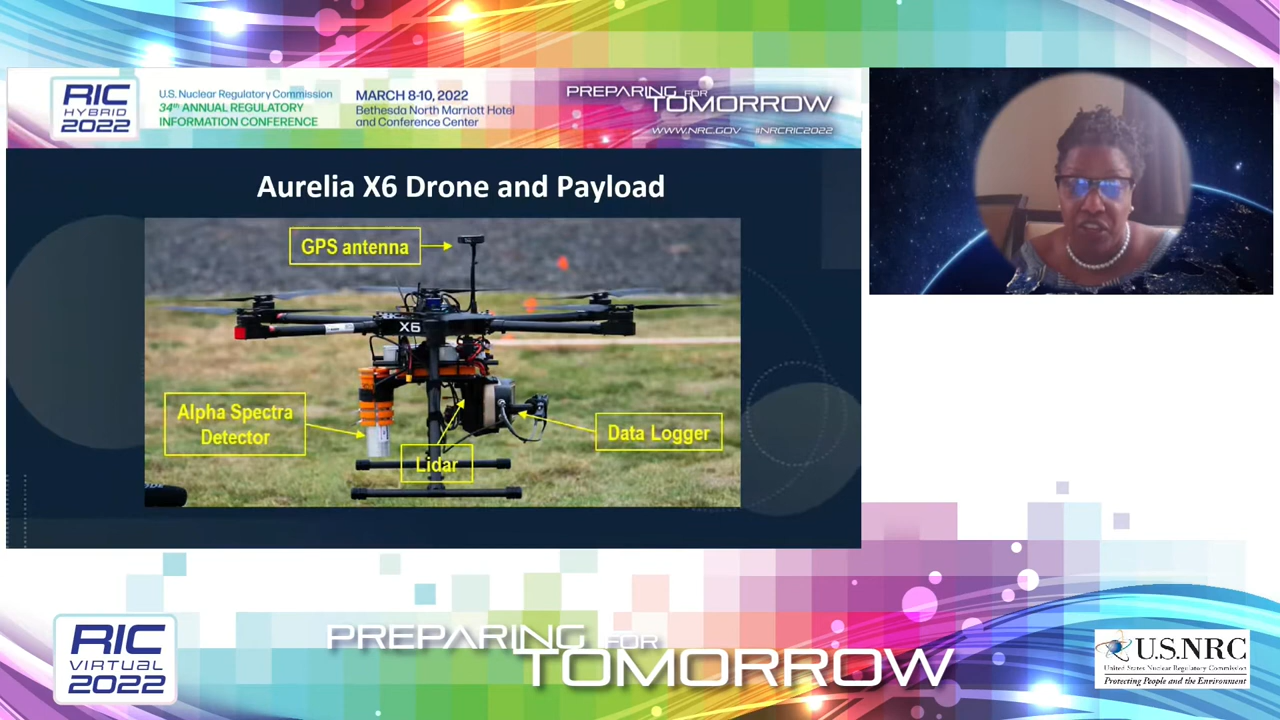 RIC
HYBRID
2022
U.S. Nuclear Regulatory Commission
34th ANNUAL REGULATORY
INFORMATION CONFERENCE
MARCH 8-10, 2022
Bethesda North Marriott Hotel
and Conference Center
PREPARING FOR
TOMORROW
WWW.NRC.GOV #NRCRIC2022
Aurelia X6 Drone and Payload
GPS antenna
X6
Alpha Spectra
Detector
Lidar
Data Logger
RIC
VIRTUAL
2022
PREPARING FOR
TOMORROW
U.S.NRC
United States Nuclear Regulatory Commission
Protecting People and the Environment